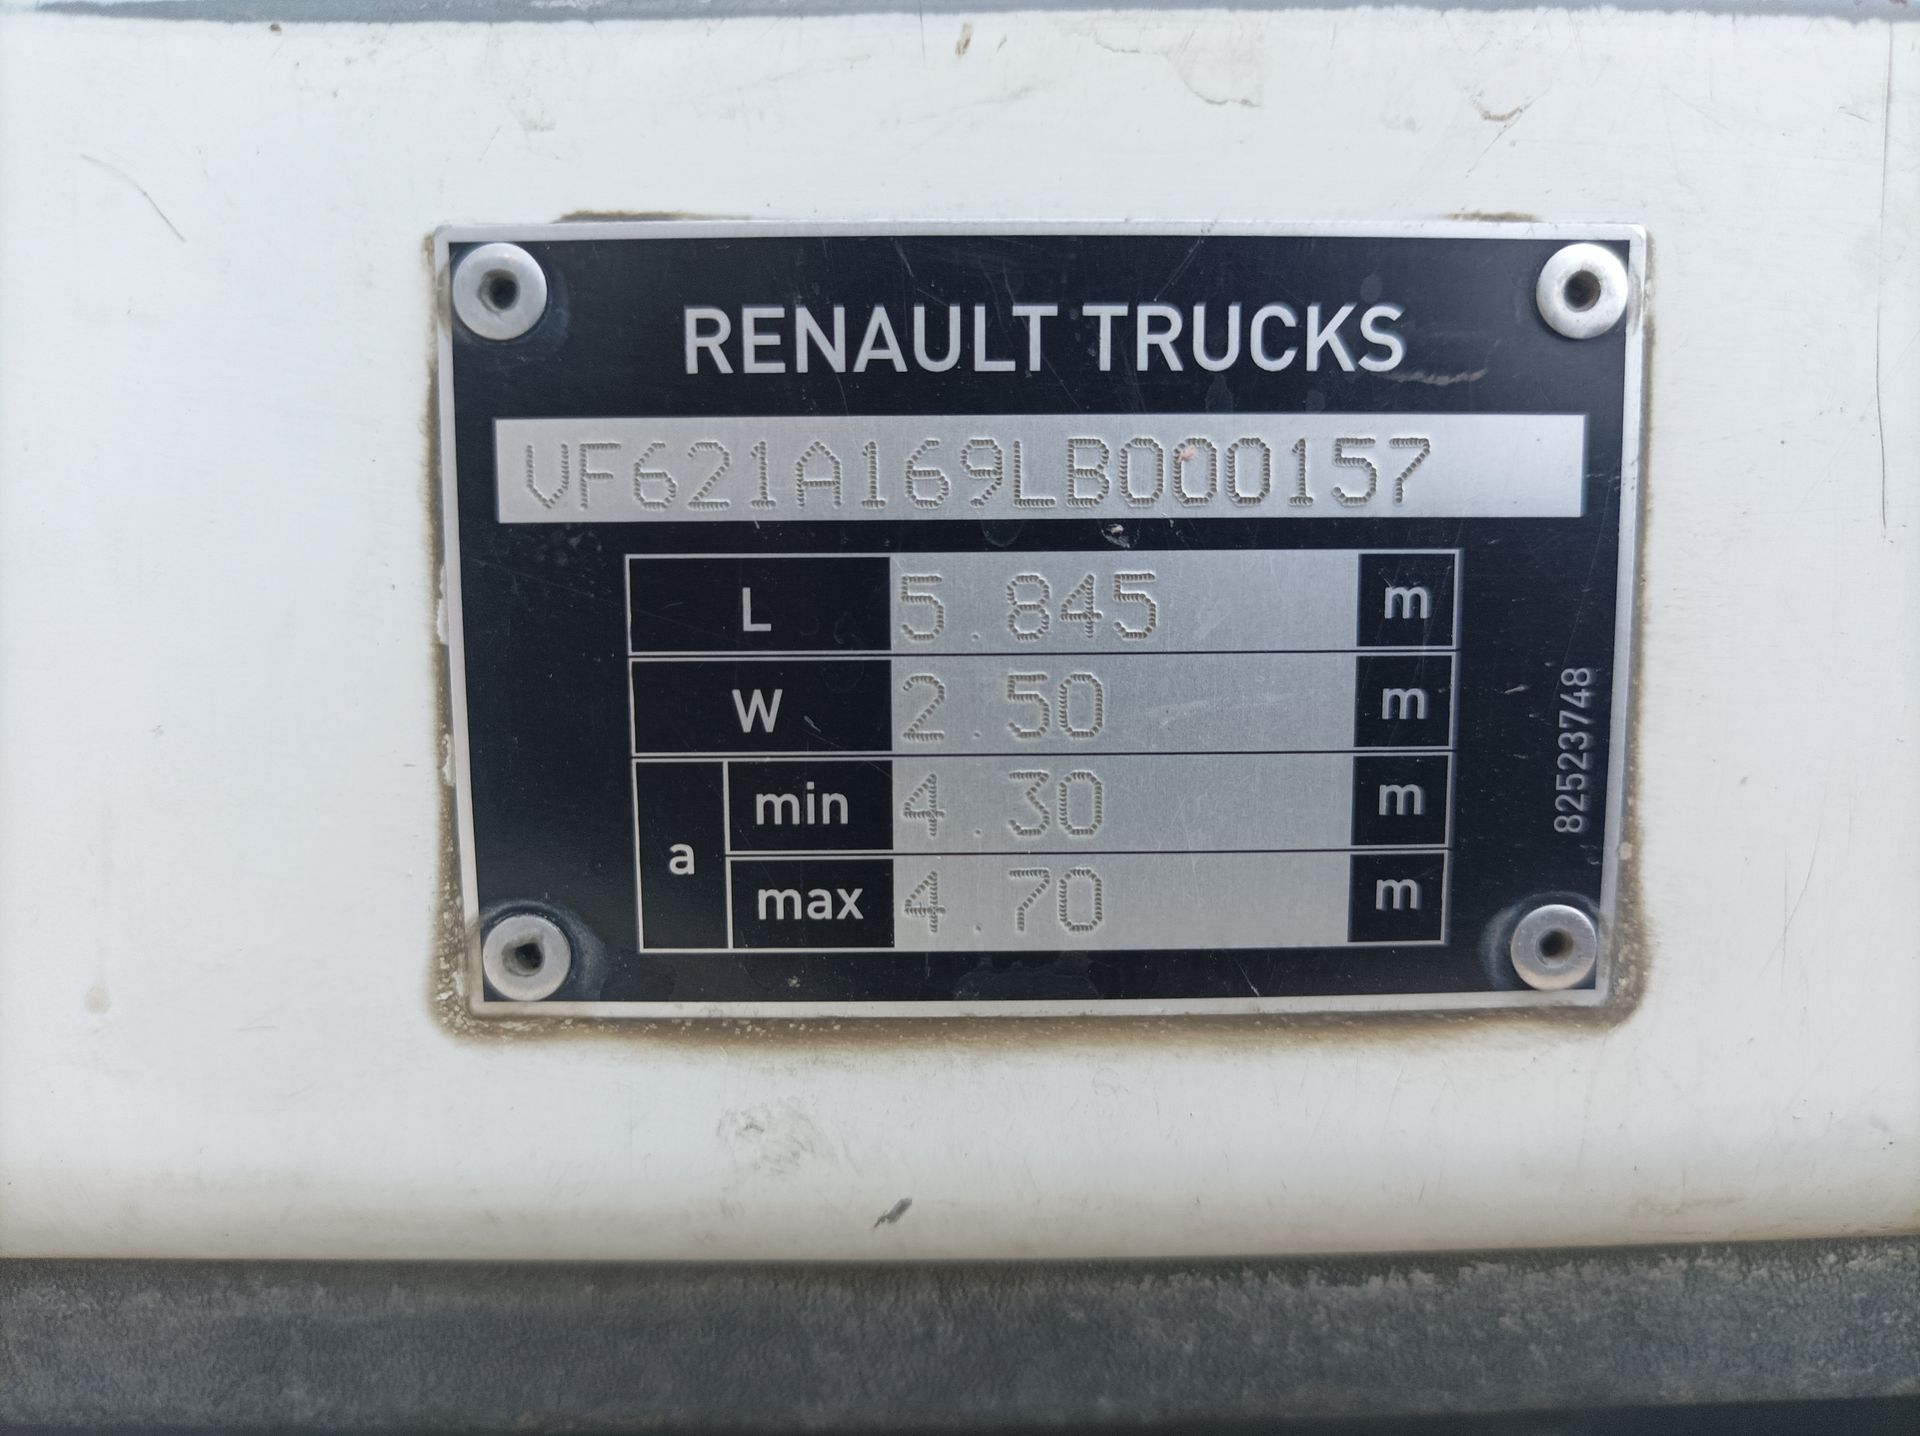 RENAULT TRUCKS
VF621A169LB000157
L 5.845 m
W 2.50 m
a min 4.30 m
max 4.70 m
82523748